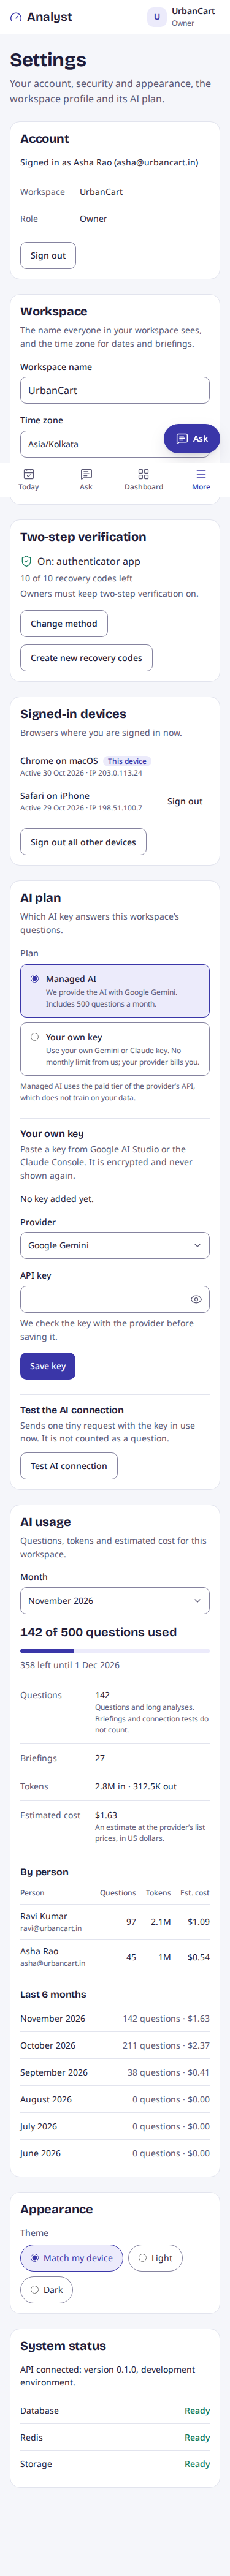 Analyst
U
UrbanCart
Owner
Settings
Your account, security and appearance, the
workspace profile and its AI plan.
Account
Signed in as Asha Rao (asha@urbancart.in)
Workspace UrbanCart
Role Owner
Sign out
Workspace
The name everyone in your workspace sees,
and the time zone for dates and briefings.
Workspace name
UrbanCart
Time zone
Asia/Kolkata
Ask
Today Ask Dashboard More
Two-step verification
On: authenticator app
10 of 10 recovery codes left
Owners must keep two-step verification on.
Change method
Create new recovery codes
Signed-in devices
Browsers where you are signed in now.
Chrome on macOS This device
Active 30 Oct 2026 · IP 203.0.113.24
Safari on iPhone
Active 29 Oct 2026 · IP 198.51.100.7
Sign out
Sign out all other devices
AI plan
Which AI key answers this workspace's
questions.
Plan
Managed AI
We provide the AI with Google Gemini.
Includes 500 questions a month.
Your own key
Use your own Gemini or Claude key. No
monthly limit from us; your provider bills you.
Managed AI uses the paid tier of the provider's API,
which does not train on your data.
Your own key
Paste a key from Google AI Studio or the
Claude Console. It is encrypted and never
shown again.
No key added yet.
Provider
Google Gemini
API key
We check the key with the provider before
saving it.
Save key
Test the AI connection
Sends one tiny request with the key in use
now. It is not counted as a question.
Test AI connection
AI usage
Questions, tokens and estimated cost for this
workspace.
Month
November 2026
142 of 500 questions used
358 left until 1 Dec 2026
Questions 142
Questions and long analyses.
Briefings and connection tests do
not count.
Briefings 27
Tokens 2.8M in · 312.5K out
Estimated cost $1.63
An estimate at the provider's list
prices, in US dollars.
By person
Person Questions Tokens Est. cost
Ravi Kumar
ravi@urbancart.in
97 2.1M $1.09
Asha Rao
asha@urbancart.in
45 1M $0.54
Last 6 months
November 2026 142 questions · $1.63
October 2026 211 questions · $2.37
September 2026 38 questions · $0.41
August 2026 0 questions · $0.00
July 2026 0 questions · $0.00
June 2026 0 questions · $0.00
Appearance
Theme
Match my device
Light
Dark
System status
API connected: version 0.1.0, development
environment.
Database Ready
Redis Ready
Storage Ready